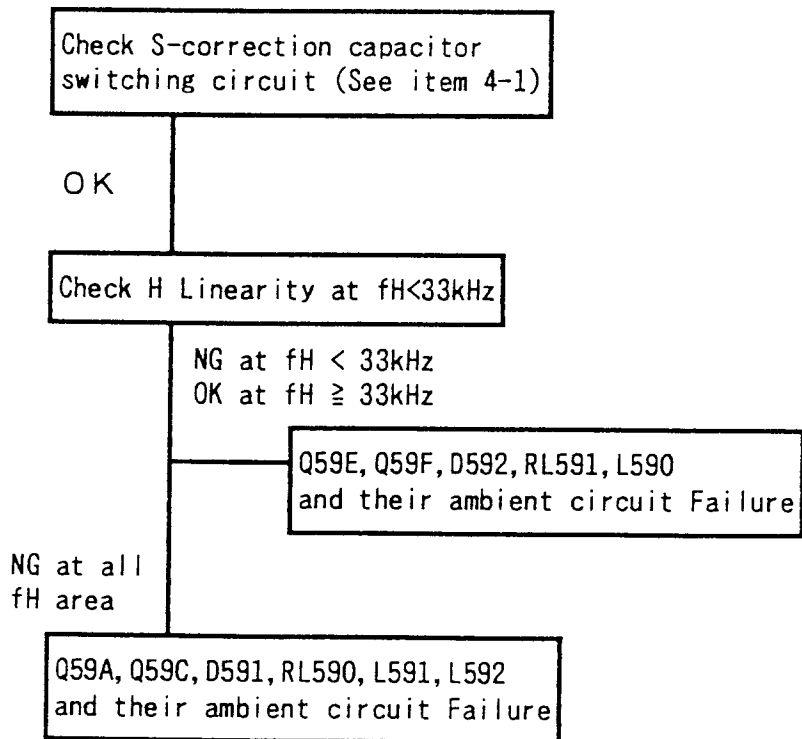 Check S-correction capacitor
switching circuit (See item 4-1)
OK
Check H Linearity at fH<33kHz
NG at fH < 33kHz
OK at fH ≧ 33kHz
Q59E, Q59F, D592, RL591, L590
and their ambient circuit Failure
NG at all
fH area
Q59A, Q59C, D591, RL590, L591, L592
and their ambient circuit Failure